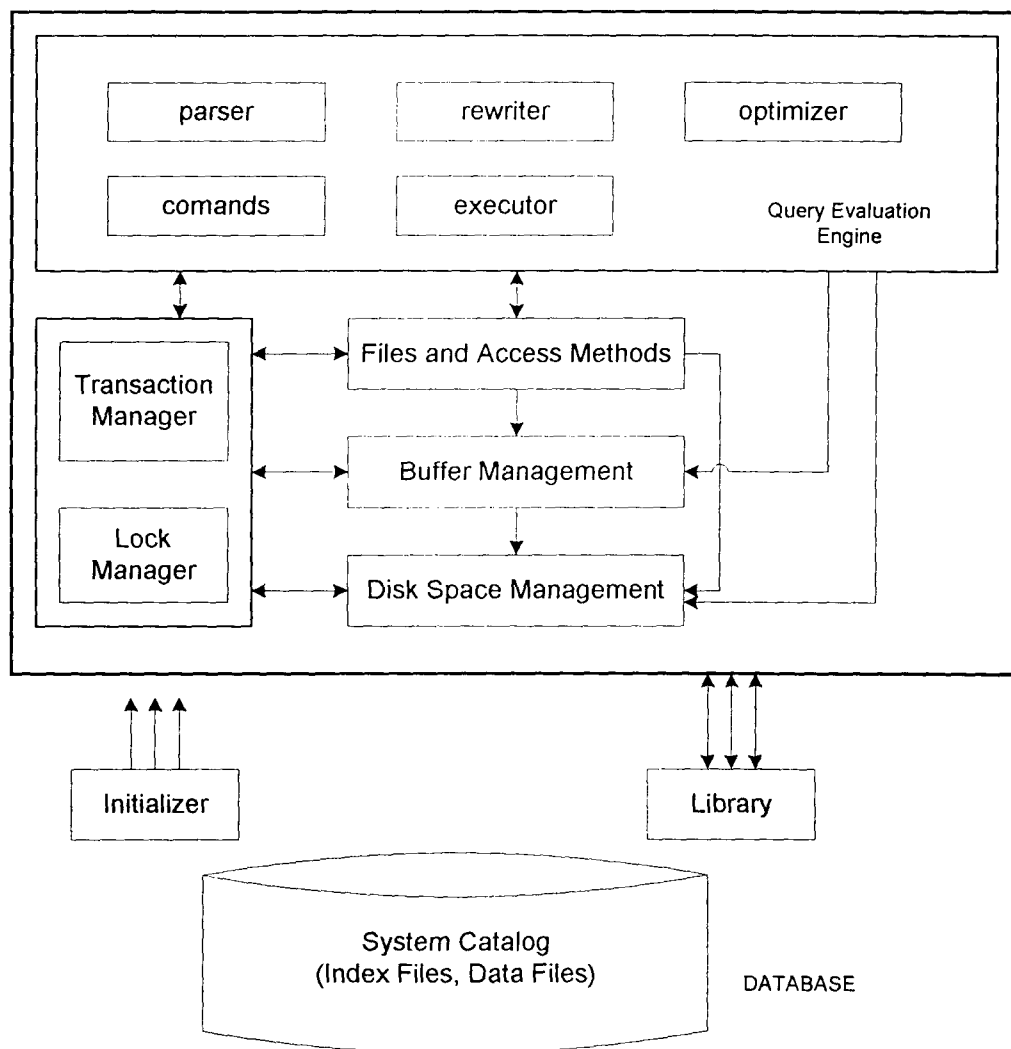 parser
rewriter
optimizer
comands
executor
Query Evaluation
Engine
Transaction
Manager
Files and Access Methods
Buffer Management
Lock
Manager
Disk Space Management
Initializer
Library
System Catalog
(Index Files, Data Files)
DATABASE